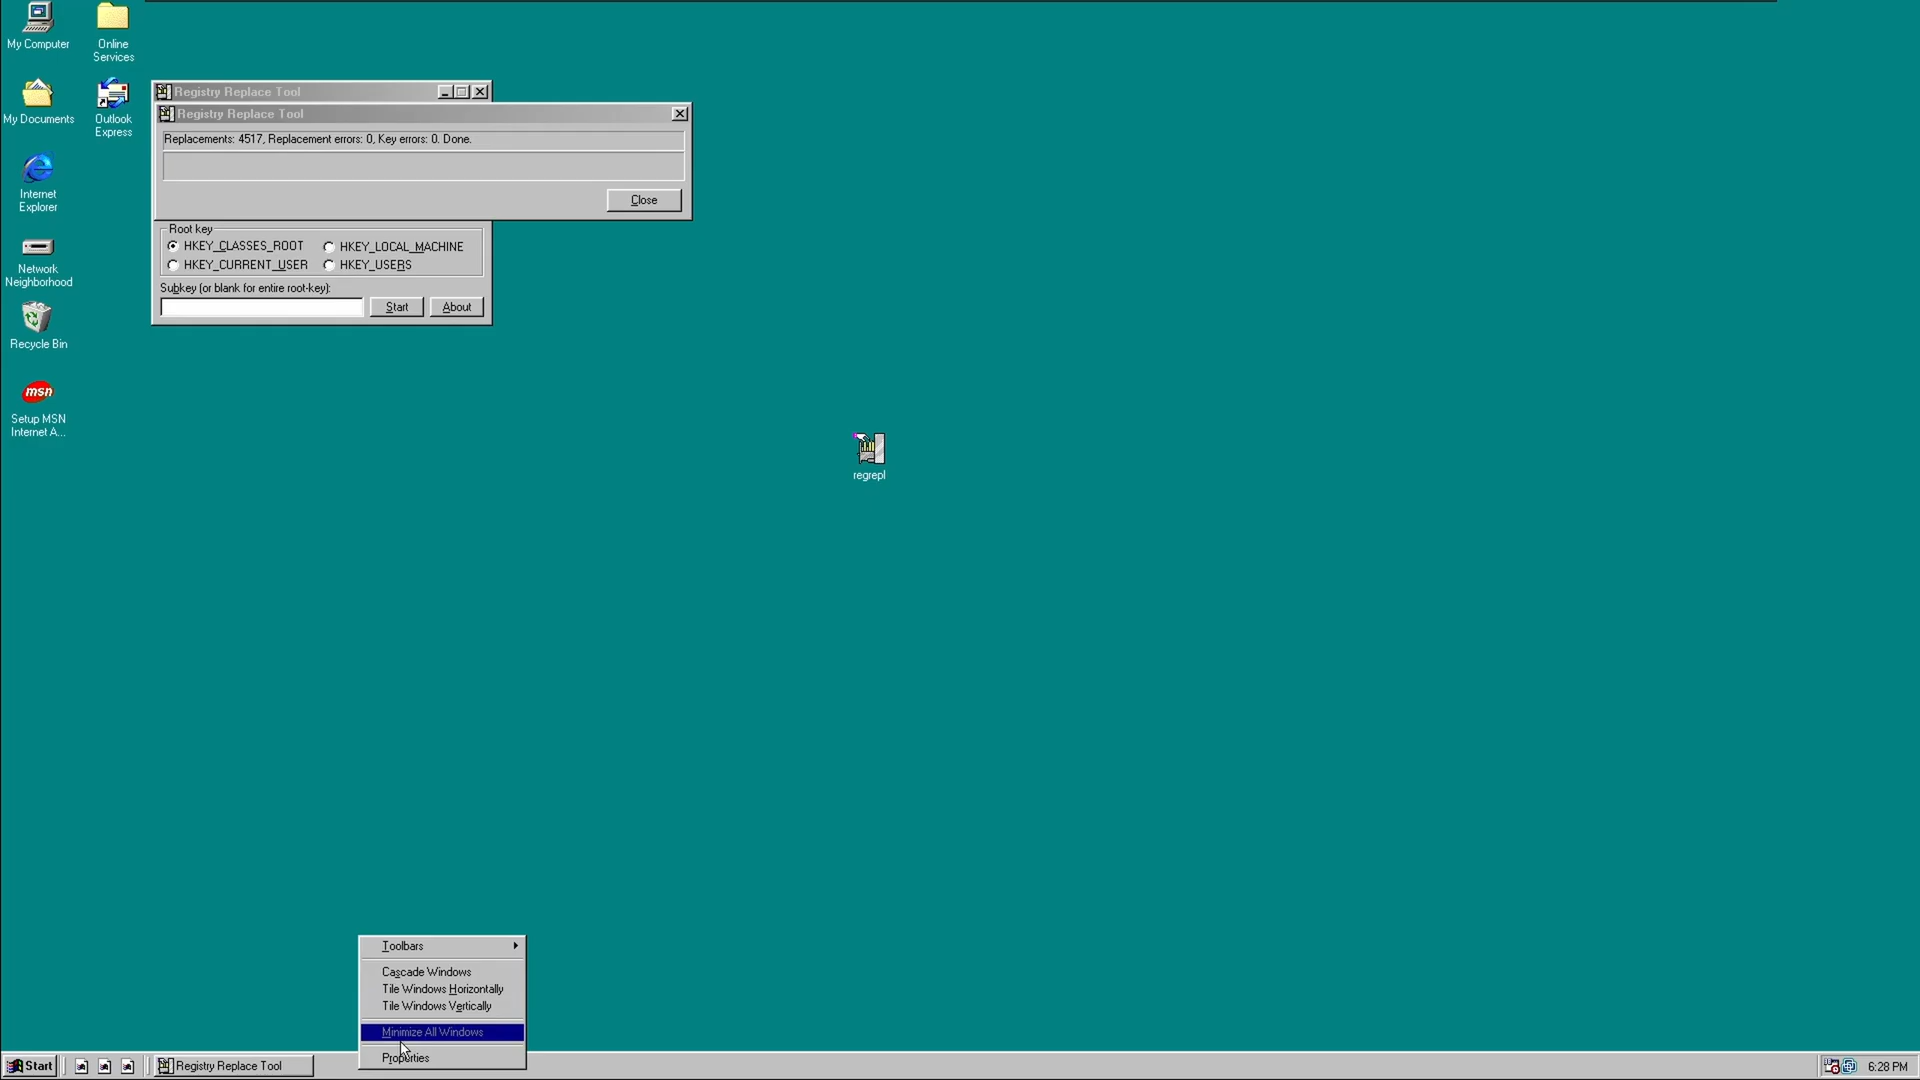 My Computer
Online
Services
My Documents
Outlook
Express
Internet
Explorer
Network
Neighborhood
Recycle Bin
msn
Setup MSN
Internet A...
Registry Replace Tool
Registry Replace Tool
Replacements: 4517, Replacement errors: 0, Key errors: 0. Done.
Close
Root key
HKEY_CLASSES_ROOT
HKEY_LOCAL_MACHINE
HKEY_CURRENT_USER
HKEY_USERS
Subkey (or blank for entire root-key):
Start
About
regrepl
Toolbars
Cascade Windows
Tile Windows Horizontally
Tile Windows Vertically
Minimize All Windows
Properties
Start
Registry Replace Tool
6:28 PM